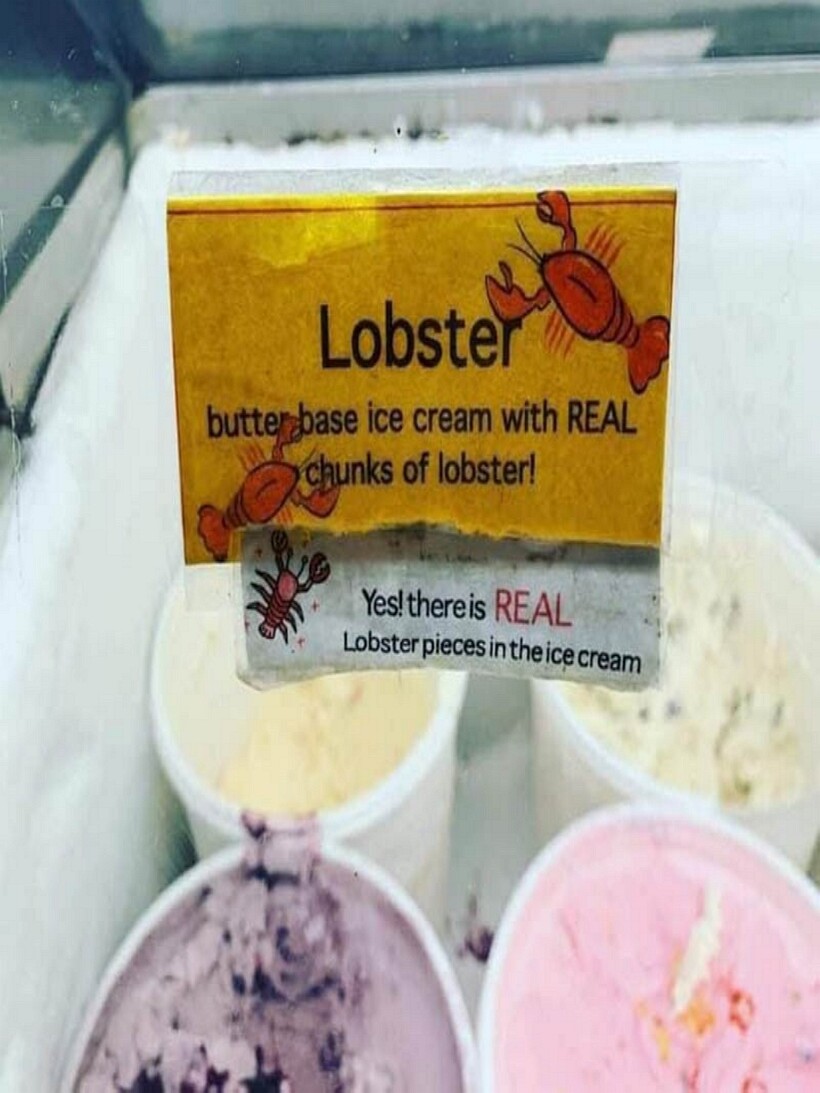 Lobster
butter base ice cream with REAL
chunks of lobster!
Yes! there is REAL
Lobster pieces in the ice cream